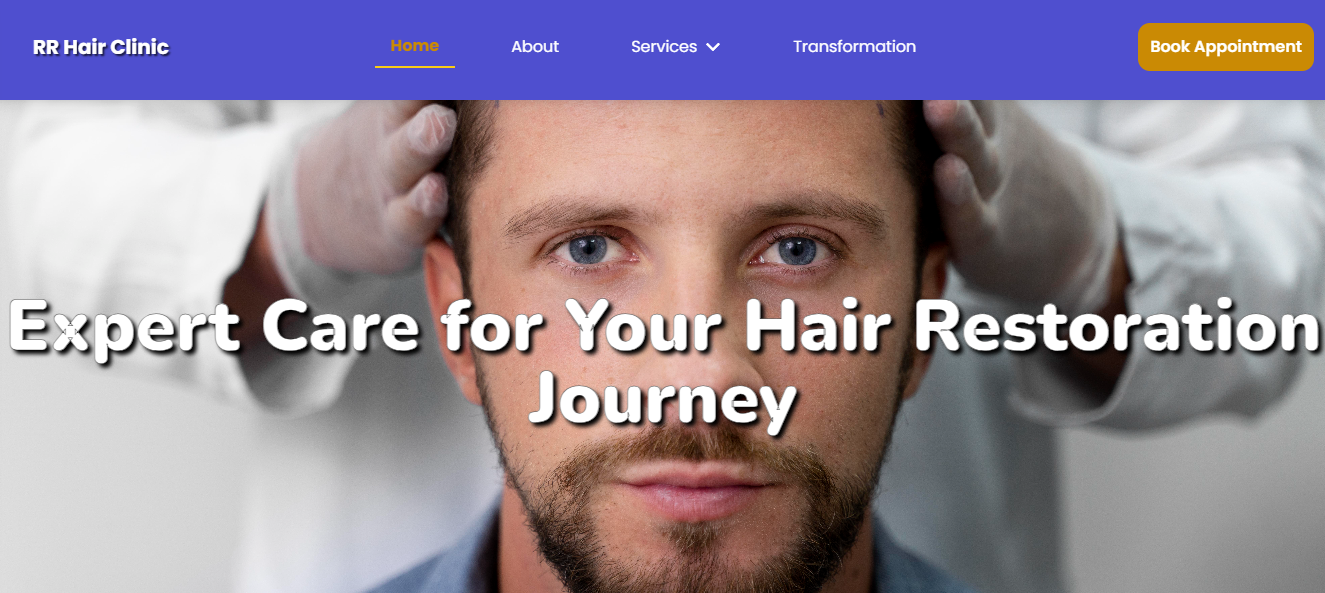 RR Hair Clinic
Home
About
Services
Transformation
Book Appointment
Expert Care for Your Hair Restoration
Journey